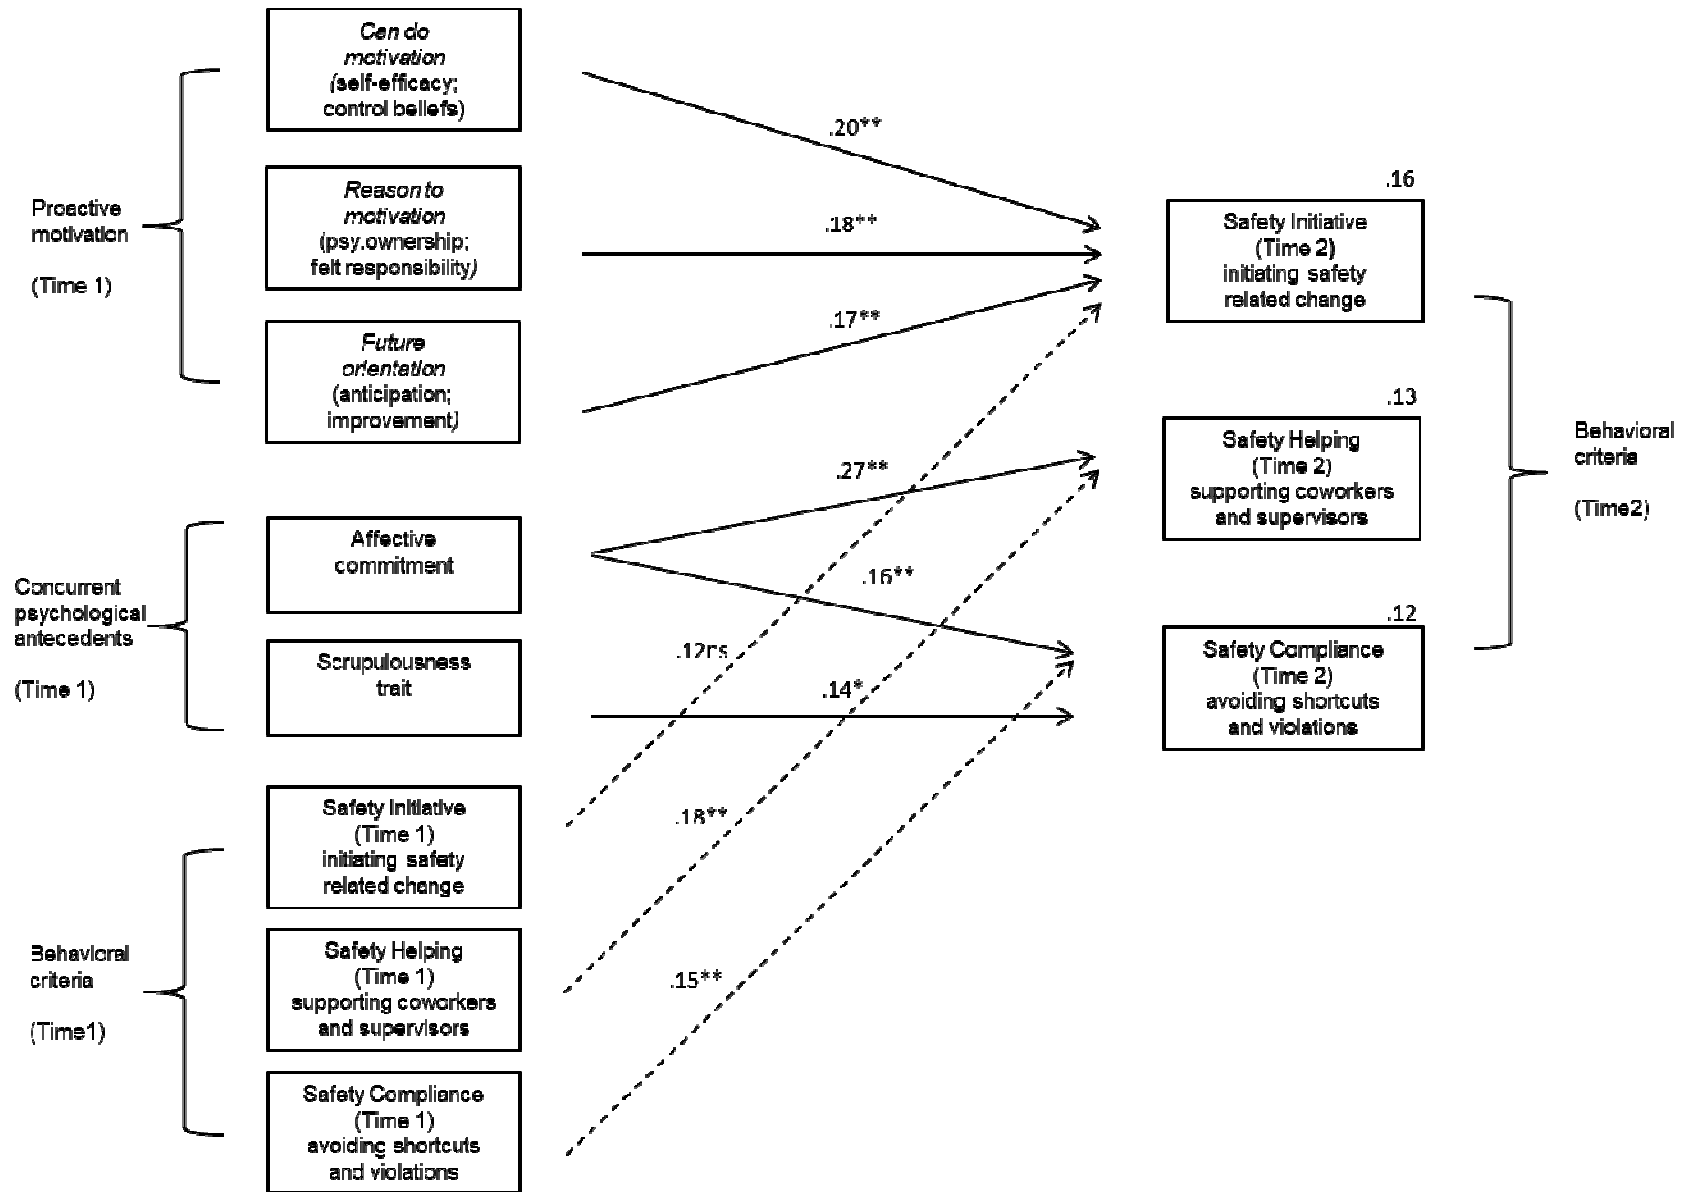 Proactive
motivation
(Time 1)
Can do
motivation
(self-efficacy;
control beliefs)
Reason to
motivation
(psy.ownership;
felt responsibility)
Future
orientation
(anticipation;
improvement)
.20**
.18**
.17**
.16
Safety Initiative
(Time 2)
initiating safety
related change
.13
Safety Helping
(Time 2)
supporting coworkers
and supervisors
.12
Safety Compliance
(Time 2)
avoiding shortcuts
and violations
Behavioral
criteria
(Time2)
Concurrent
psychological
antecedents
(Time 1)
Affective
commitment
Scrupulousness
trait
.27**
.16**
.12ns
.14*
Behavioral
criteria
(Time1)
Safety Initiative
(Time 1)
initiating safety
related change
Safety Helping
(Time 1)
supporting coworkers
and supervisors
Safety Compliance
(Time 1)
avoiding shortcuts
and violations
.18**
.15**